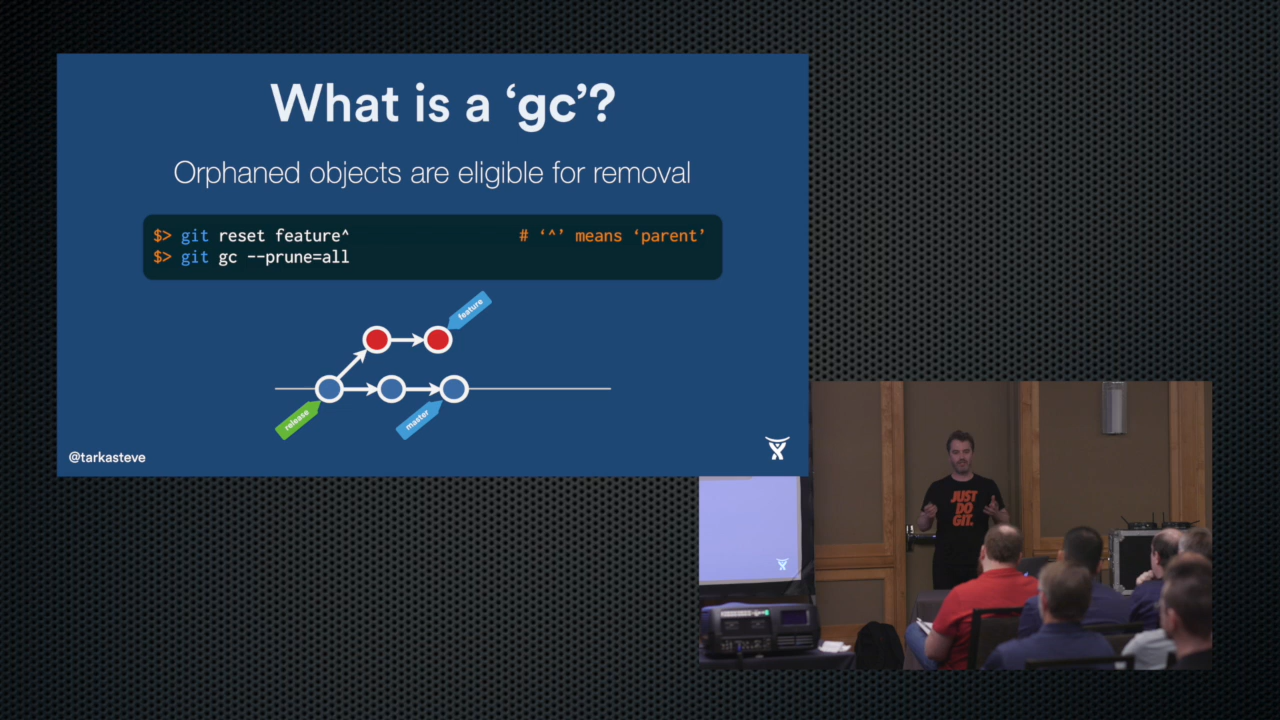 What is a ‘gc’?
Orphaned objects are eligible for removal
$> git reset feature^ # ‘^’ means ‘parent’
$> git gc --prune=all
feature
release
master
@tarkasteve
JUST
DO
GIT.